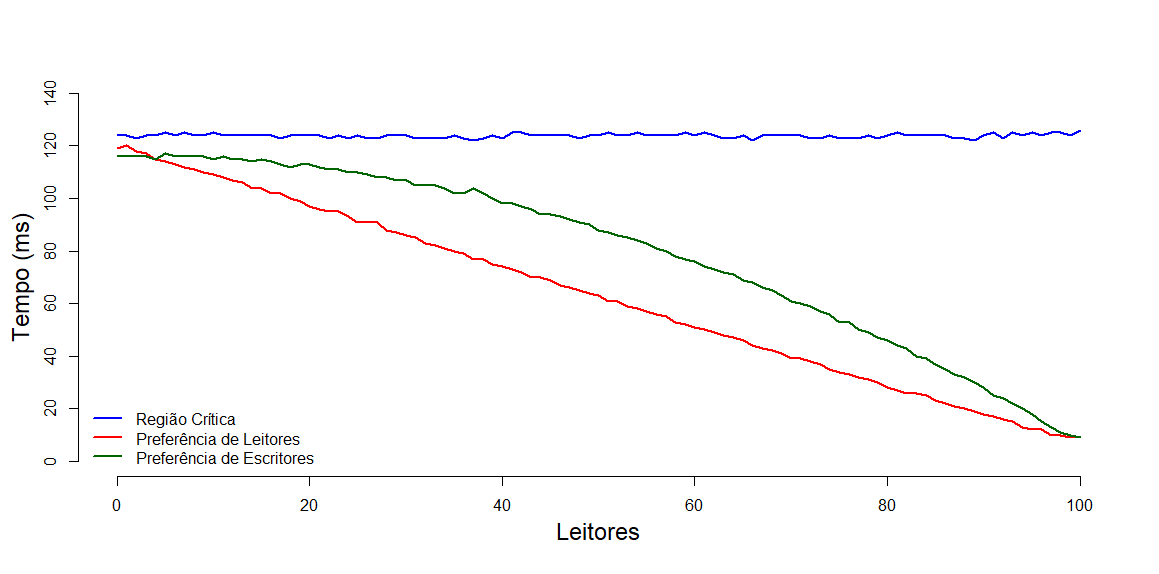 Tempo (ms)
140
120
100
80
60
40
20
0
Região Crítica
Preferência de Leitores
Preferência de Escritores
0 20 40 60 80 100
Leitores